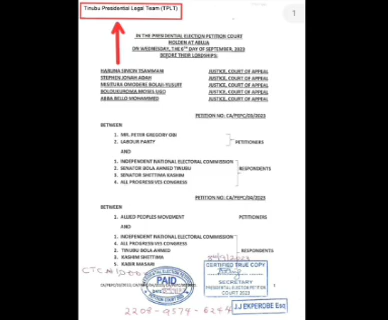 Tinubu Presidential Legal Team (TPLT)
1
IN THE PRESIDENTIAL ELECTION PETITION COURT
HOLDEN AT ABUJA
ON WEDNESDAY, THE 6TH DAY OF SEPTEMBER, 2023
BEFORE THEIR LORDSHIPS:
HARUNA SIMON TSAMMANI JUSTICE, COURT OF APPEAL
STEPHEN JONAH ADAH JUSTICE, COURT OF APPEAL
MISITURA OMODERE BOLAJI-YUSUFF JUSTICE, COURT OF APPEAL
BOLOUKUROMO MOSES UGO JUSTICE, COURT OF APPEAL
ABBA BELLO MOHAMMED JUSTICE, COURT OF APPEAL
PETITION NO: CA/PEPC/03/2023
BETWEEN
1. MR. PETER GREGORY OBI
2. LABOUR PARTY
PETITIONERS
AND
1. INDEPENDENT NATIONAL ELECTORAL COMMISSION
2. SENATOR BOLA AHMED TINUBU
3. SENATOR SHETTIMA KASHIM
4. ALL PROGRESSIVES CONGRESS
RESPONDENTS
PETITION NO: CA/PEPC/04/2023
BETWEEN
1. ALLIED PEOPLES MOVEMENT PETITIONERS
AND
1. INDEPENDENT NATIONAL ELECTORAL COMMISSION
4. ALL PROGRESSIVES CONGRESS
2. TINUBU BOLA AHMED
3. KASHIM SHETTIMA
5. KABIR MASARI
RESPONDENTS
CERTIFIED TRUE COPY
PAID
SECRETARY
PRESIDENTIAL PETITION
COURT 2023
J.J EKPEROBE Esq